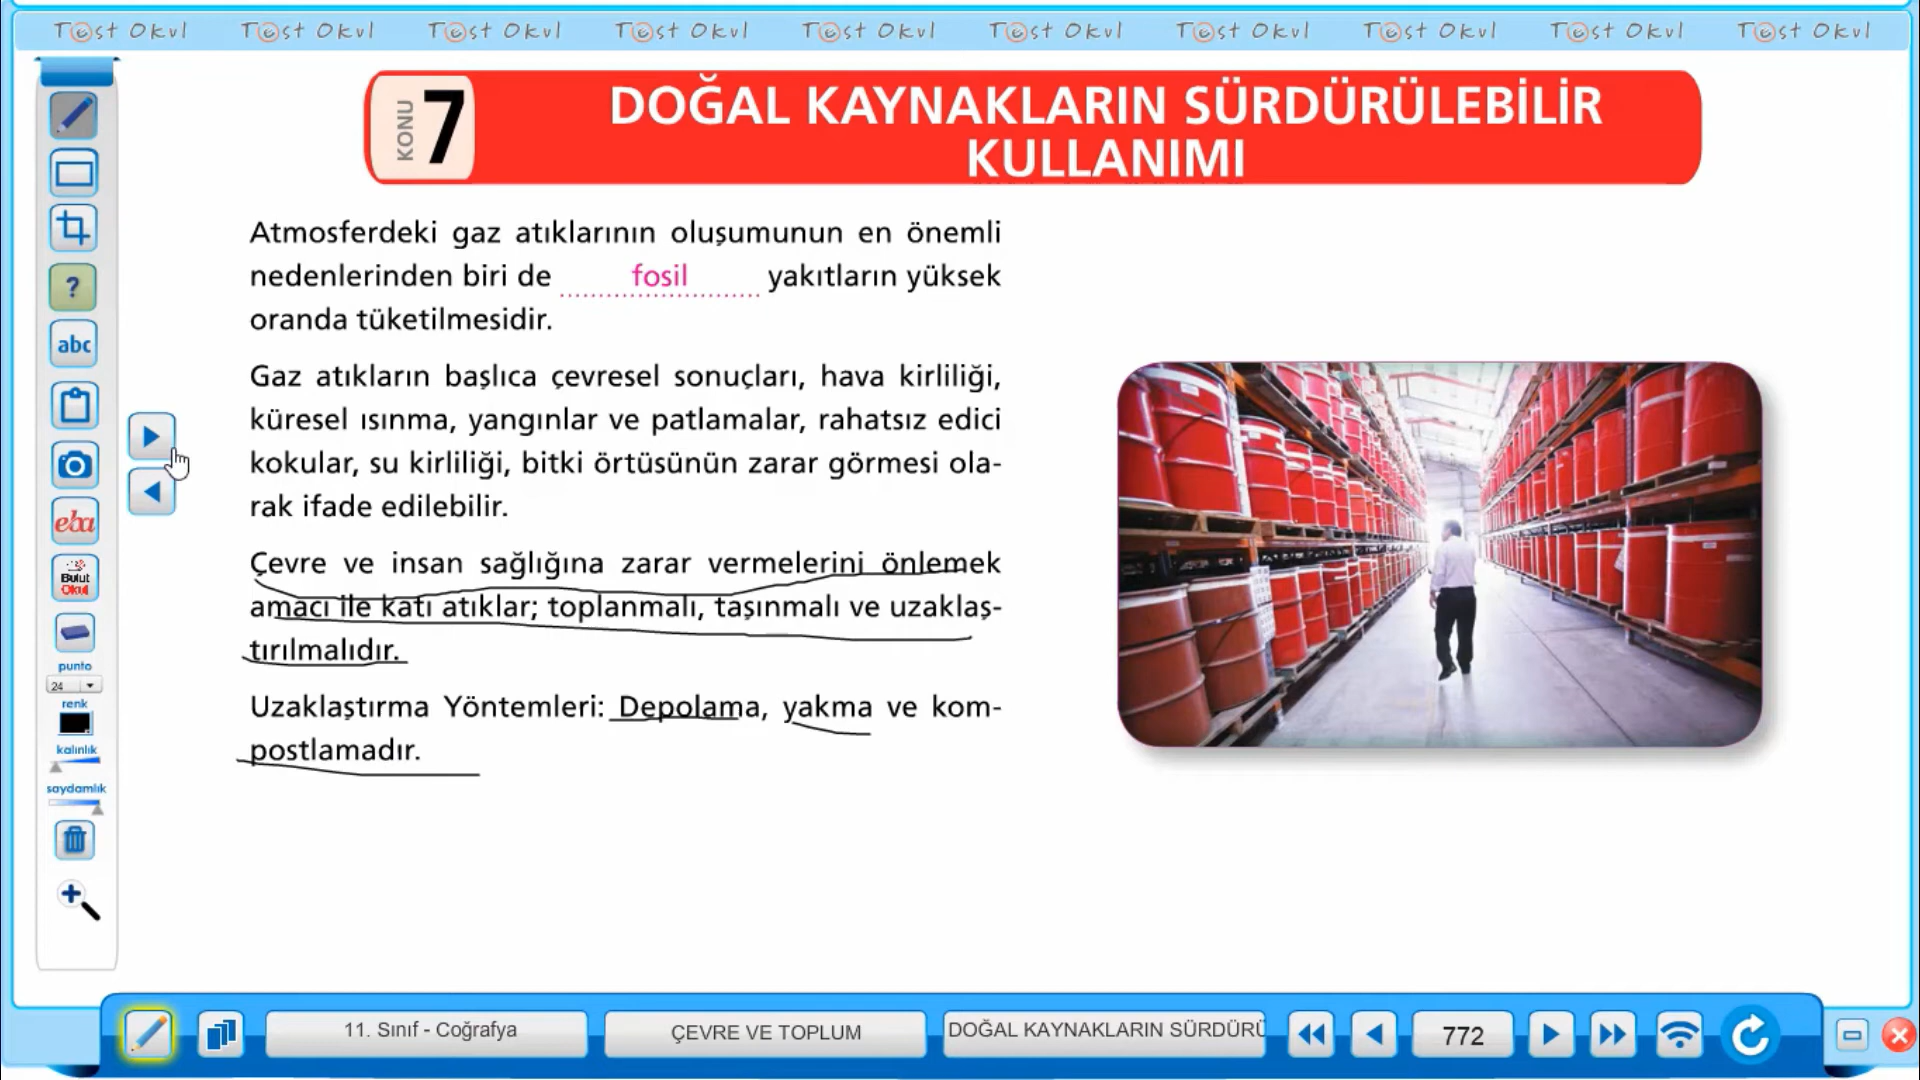 Test Okul Test Okul Test Okul Test Okul Test Okul Test Okul Test Okul Test Okul Test Okul Test Okul
KONU 7
DOĞAL KAYNAKLARIN SÜRDÜRÜLEBİLİR
KULLANIMI
?
abc
eba
Bulut
Okul
punto
24
renk
kalınlık
saydamlık
Atmosferdeki gaz atıklarının oluşumunun en önemli
nedenlerinden biri de fosil yakıtların yüksek
oranda tüketilmesidir.
Gaz atıkların başlıca çevresel sonuçları, hava kirliliği,
küresel ısınma, yangınlar ve patlamalar, rahatsız edici
kokular, su kirliliği, bitki örtüsünün zarar görmesi ola-
rak ifade edilebilir.
Çevre ve insan sağlığına zarar vermelerini önlemek
amacı ile katı atıklar; toplanmalı, taşınmalı ve uzaklaş-
tırılmalıdır.
Uzaklaştırma Yöntemleri: Depolama, yakma ve kom-
postlamadır.
11. Sınıf - Coğrafya
ÇEVRE VE TOPLUM
DOĞAL KAYNAKLARIN SÜRDÜRÜ
772